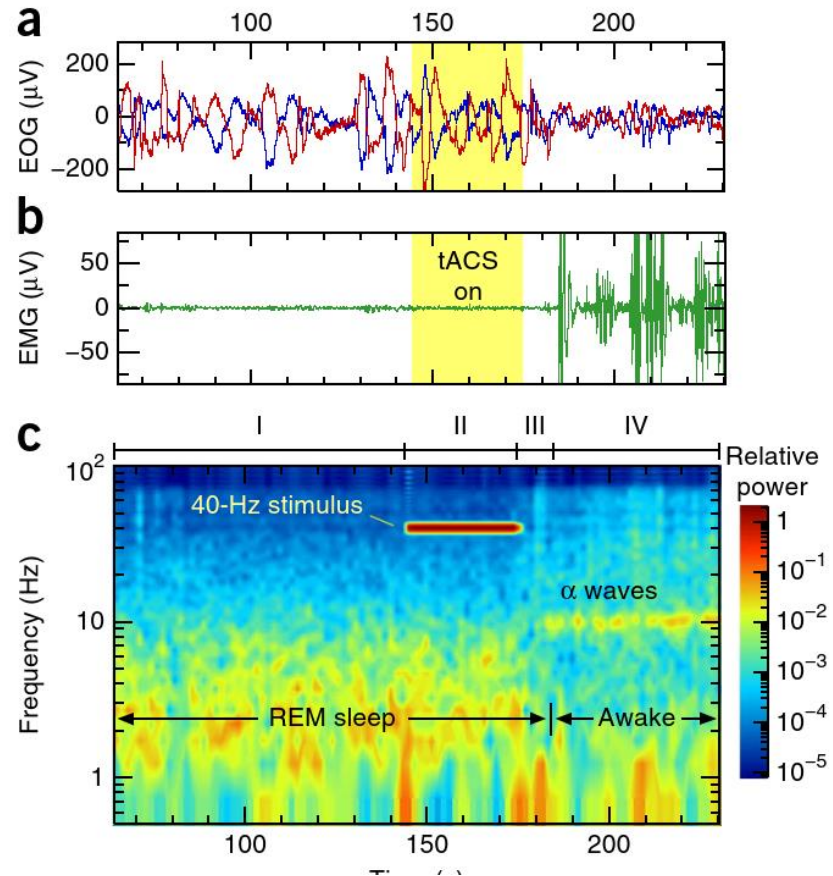 a
100 150 200
EOG (μV)
200
0
−200
b
EMG (μV)
50
0
−50
tACS
on
c
I II III IV
Relative
power
10²
40-Hz stimulus
1
10⁻¹
α waves
10
10⁻²
10⁻³
Frequency (Hz)
REM sleep
Awake
10⁻⁴
1
10⁻⁵
100 150 200